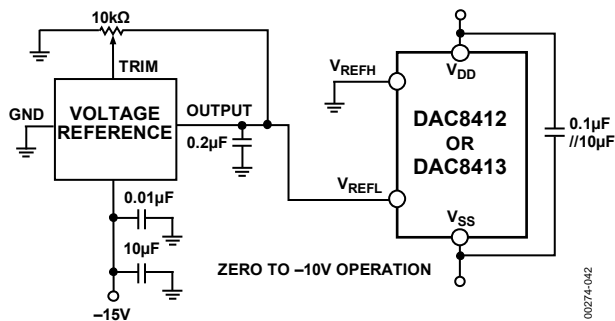 10kΩ
TRIM
GND
VOLTAGE
REFERENCE
OUTPUT
0.2µF
0.01µF
10µF
–15V
VREFH
VREFL
VDD
DAC8412
OR
DAC8413
VSS
0.1µF
//10µF
ZERO TO –10V OPERATION
00274-042